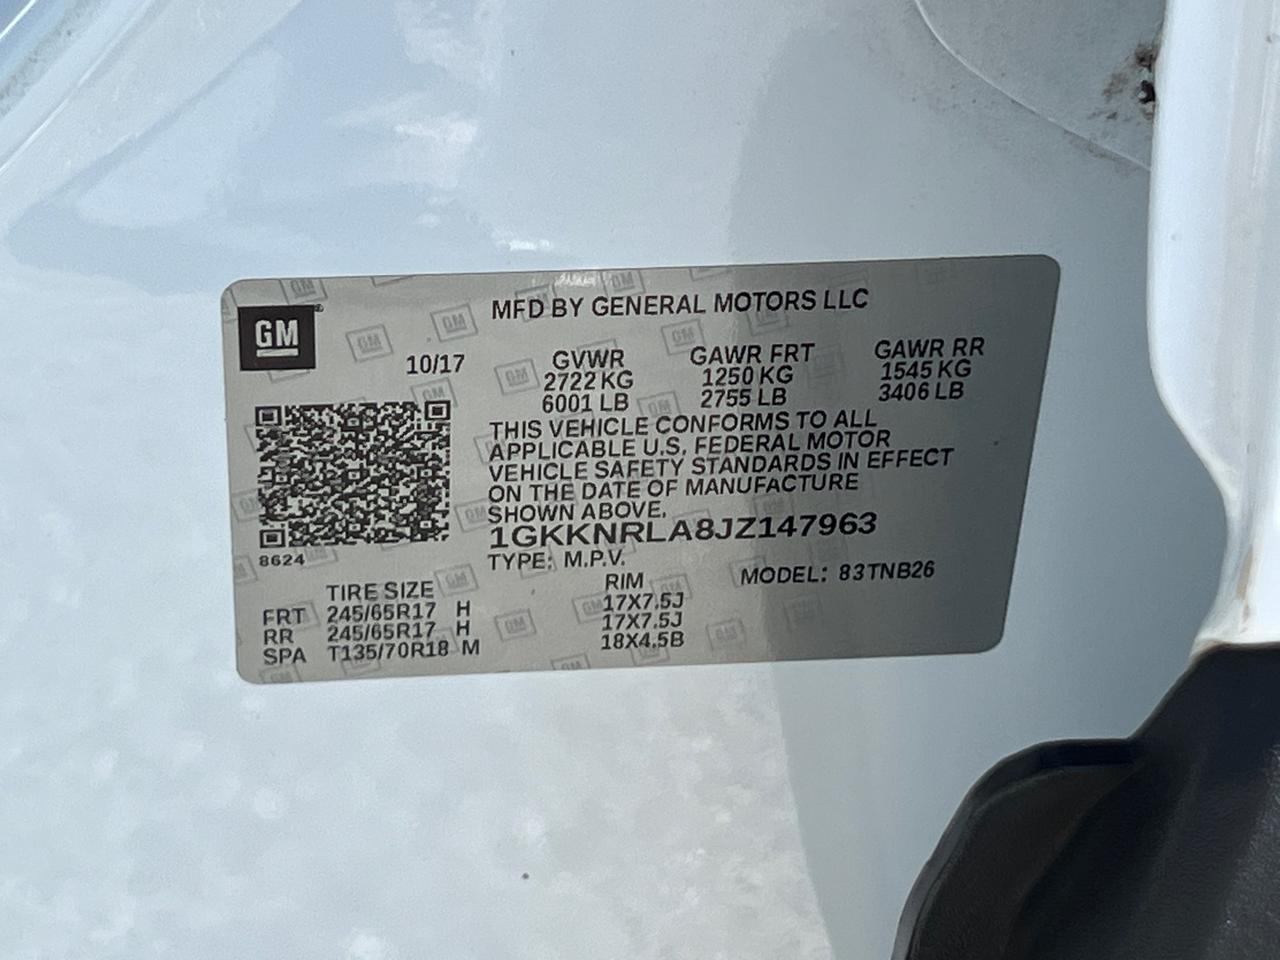 GM
MFD BY GENERAL MOTORS LLC
10/17 GVWR GAWR FRT GAWR RR
2722 KG 1250 KG 1545 KG
6001 LB 2755 LB 3406 LB
THIS VEHICLE CONFORMS TO ALL
APPLICABLE U.S. FEDERAL MOTOR
VEHICLE SAFETY STANDARDS IN EFFECT
ON THE DATE OF MANUFACTURE
SHOWN ABOVE.
1GKKNRLA8JZ147963
8624 TYPE: M.P.V. MODEL: 83TNB26
TIRE SIZE RIM
FRT 245/65R17 H 17X7.5J
RR 245/65R17 H 17X7.5J
SPA T135/70R18 M 18X4.5B